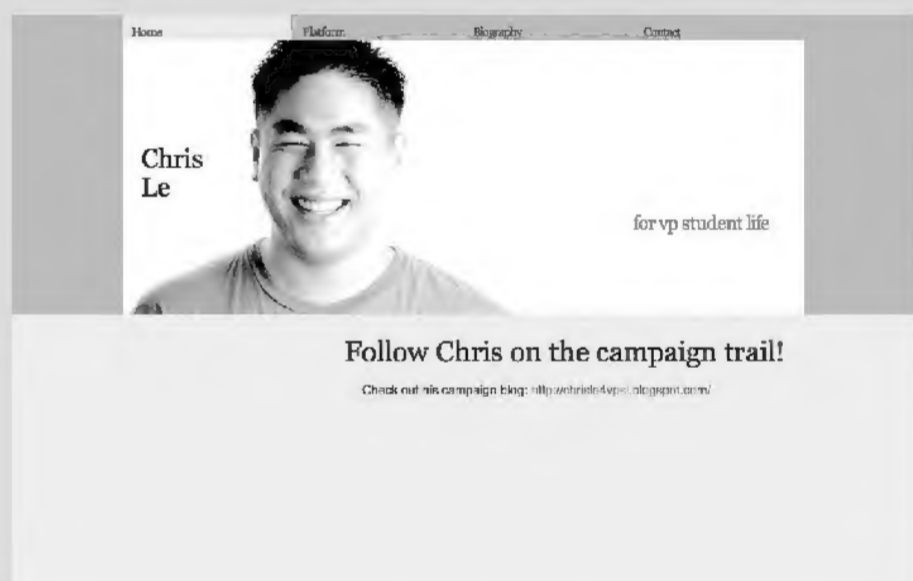 Home Platform Biography Contact
Chris
Le
for vp student life
Follow Chris on the campaign trail!
Check out his campaign blog: